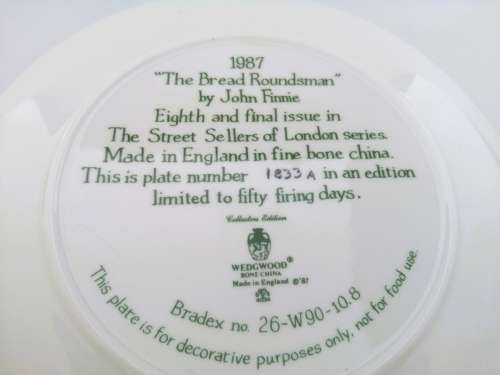 1987
"The Bread Roundsman"
by John Finnie
Eighth and final issue in
The Street Sellers of London series.
Made in England in fine bone china.
This is plate number 1833A in an edition
limited to fifty firing days.
Collectors Edition
WEDGWOOD®
BONE CHINA
Made in England ©'87
Bradex no. 26-W90-10.8
This plate is for decorative purposes only, not for food use.